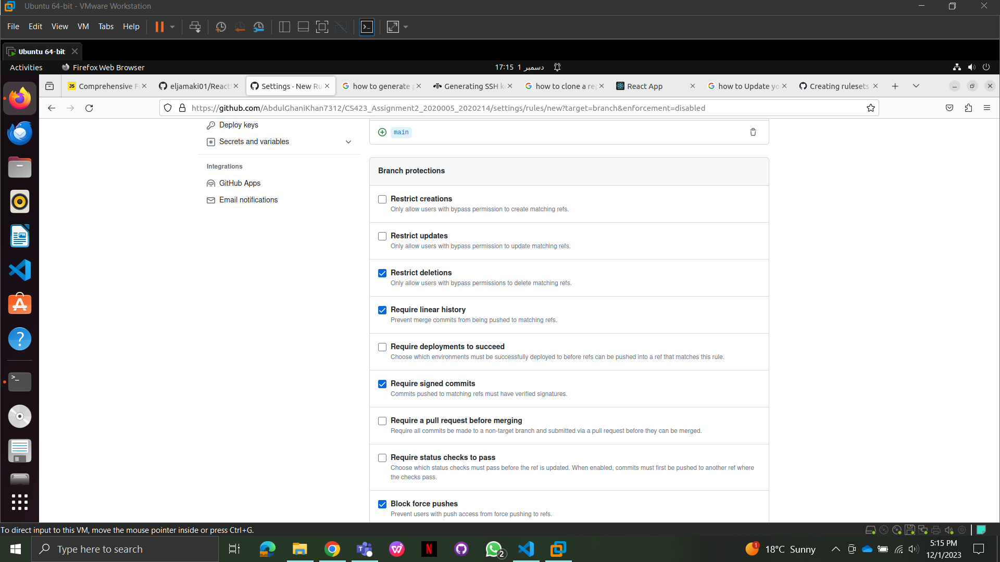 Ubuntu 64-bit - VMware Workstation
File Edit View VM Tabs Help
Ubuntu 64-bit
Activities Firefox Web Browser 17:15 1 دسمبر
Comprehensive F eljamaki01/React Settings · New Ru how to generate Generating SSH k how to clone a re React App how to Update yo Creating rulesets
https://github.com/AbdulGhaniKhan7312/CS423_Assignment2_2020005_2020214/settings/rules/new?target=branch&enforcement=disabled
Deploy keys
Secrets and variables
Integrations
GitHub Apps
Email notifications
main
Branch protections
Restrict creations
Only allow users with bypass permission to create matching refs.
Restrict updates
Only allow users with bypass permission to update matching refs.
Restrict deletions
Only allow users with bypass permissions to delete matching refs.
Require linear history
Prevent merge commits from being pushed to matching refs.
Require deployments to succeed
Choose which environments must be successfully deployed to before refs can be pushed into a ref that matches this rule.
Require signed commits
Commits pushed to matching refs must have verified signatures.
Require a pull request before merging
Require all commits be made to a non-target branch and submitted via a pull request before they can be merged.
Require status checks to pass
Choose which status checks must pass before the ref is updated. When enabled, commits must first be pushed to another ref where
the checks pass.
Block force pushes
Prevent users with push access from force pushing to refs.
To direct input to this VM, move the mouse pointer inside or press Ctrl+G.
Type here to search
2
1
18°C Sunny
5:15 PM
12/1/2023